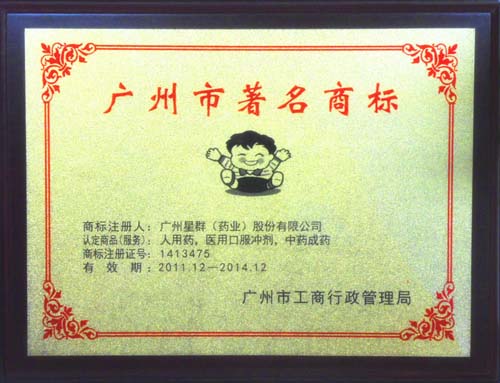 广州市著名商标
商标注册人：广州星群（药业）股份有限公司
认定商品(服务)：人用药，医用口服冲剂，中药成药
商标注册证号：1413475
有效期：2011.12—2014.12
广州市工商行政管理局